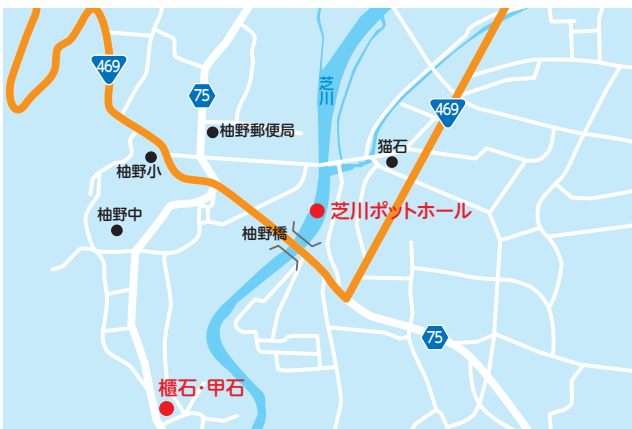 469
75
芝川
469
柚野郵便局
猫石
柚野小
芝川ポットホール
柚野中
柚野橋
75
櫃石・甲石